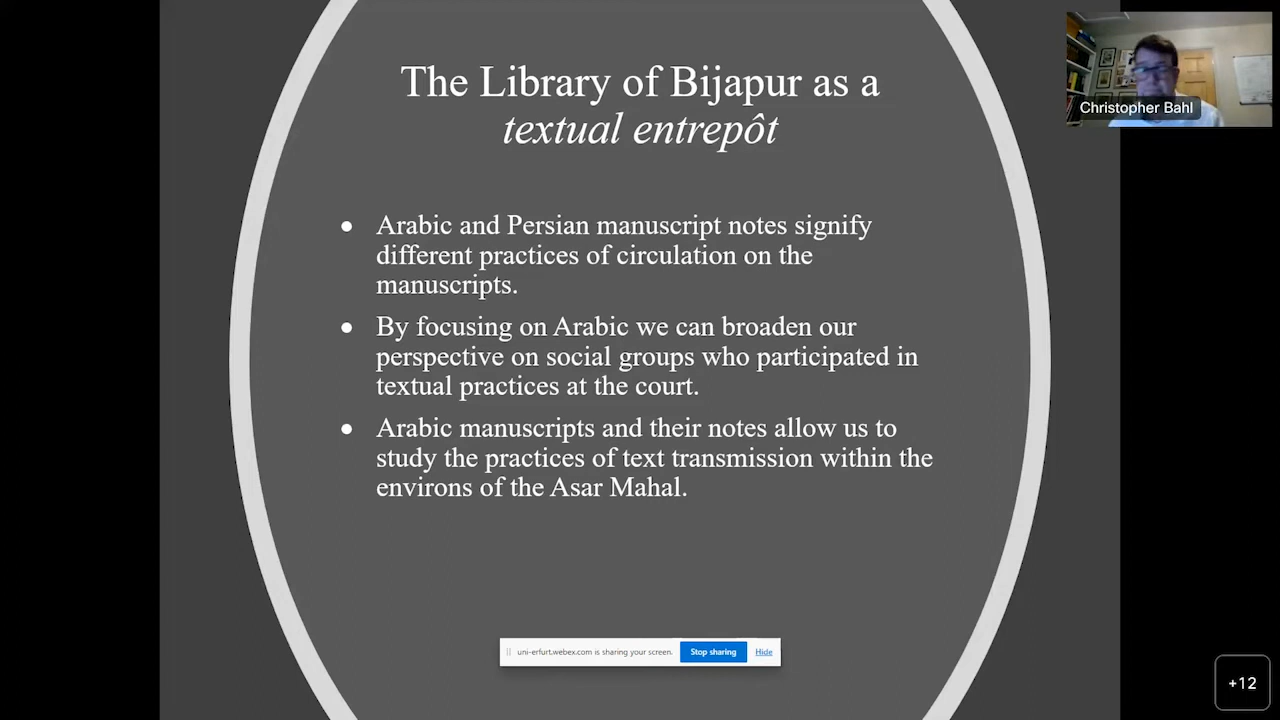 The Library of Bijapur as a
textual entrepôt
Christopher Bahl
● Arabic and Persian manuscript notes signify
different practices of circulation on the
manuscripts.
● By focusing on Arabic we can broaden our
perspective on social groups who participated in
textual practices at the court.
● Arabic manuscripts and their notes allow us to
study the practices of text transmission within the
environs of the Asar Mahal.
uni-erfurt.webex.com is sharing your screen. Stop sharing Hide
+12